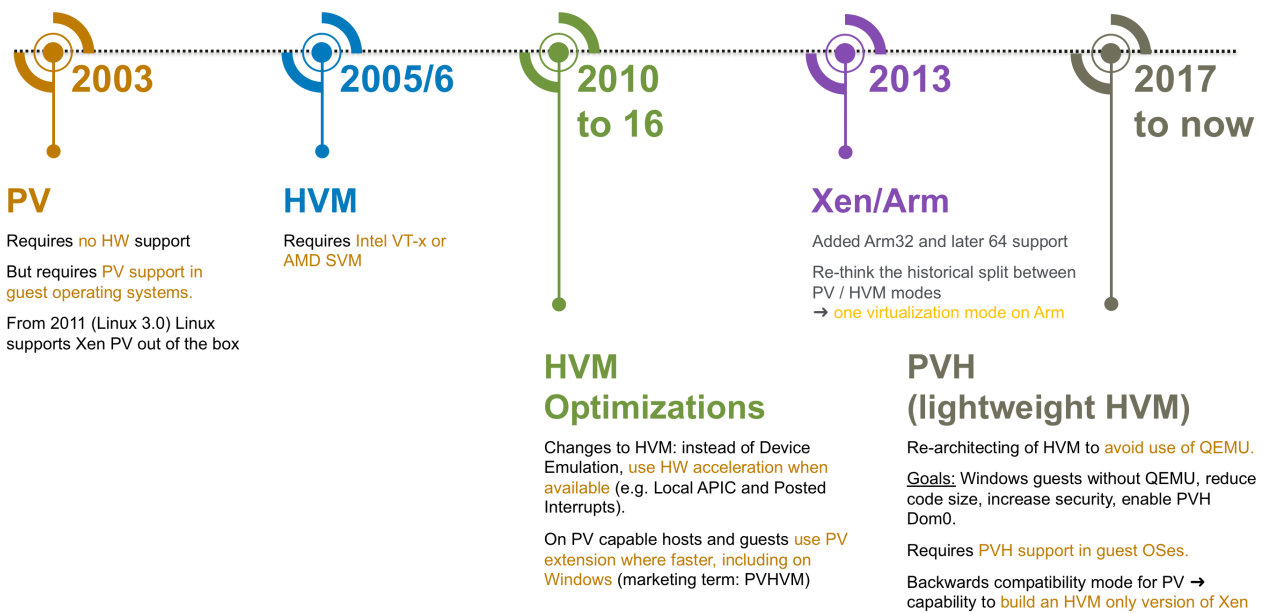 2003
PV
Requires no HW support
But requires PV support in
guest operating systems.
From 2011 (Linux 3.0) Linux
supports Xen PV out of the box
2005/6
HVM
Requires Intel VT-x or
AMD SVM
2010
to 16
HVM
Optimizations
Changes to HVM: instead of Device
Emulation, use HW acceleration when
available (e.g. Local APIC and Posted
Interrupts).
On PV capable hosts and guests use PV
extension where faster, including on
Windows (marketing term: PVHVM)
2013
Xen/Arm
Added Arm32 and later 64 support
Re-think the historical split between
PV / HVM modes
➜ one virtualization mode on Arm
2017
to now
PVH
(lightweight HVM)
Re-architecting of HVM to avoid use of QEMU.
Goals: Windows guests without QEMU, reduce
code size, increase security, enable PVH
Dom0.
Requires PVH support in guest OSes.
Backwards compatibility mode for PV ➜
capability to build an HVM only version of Xen